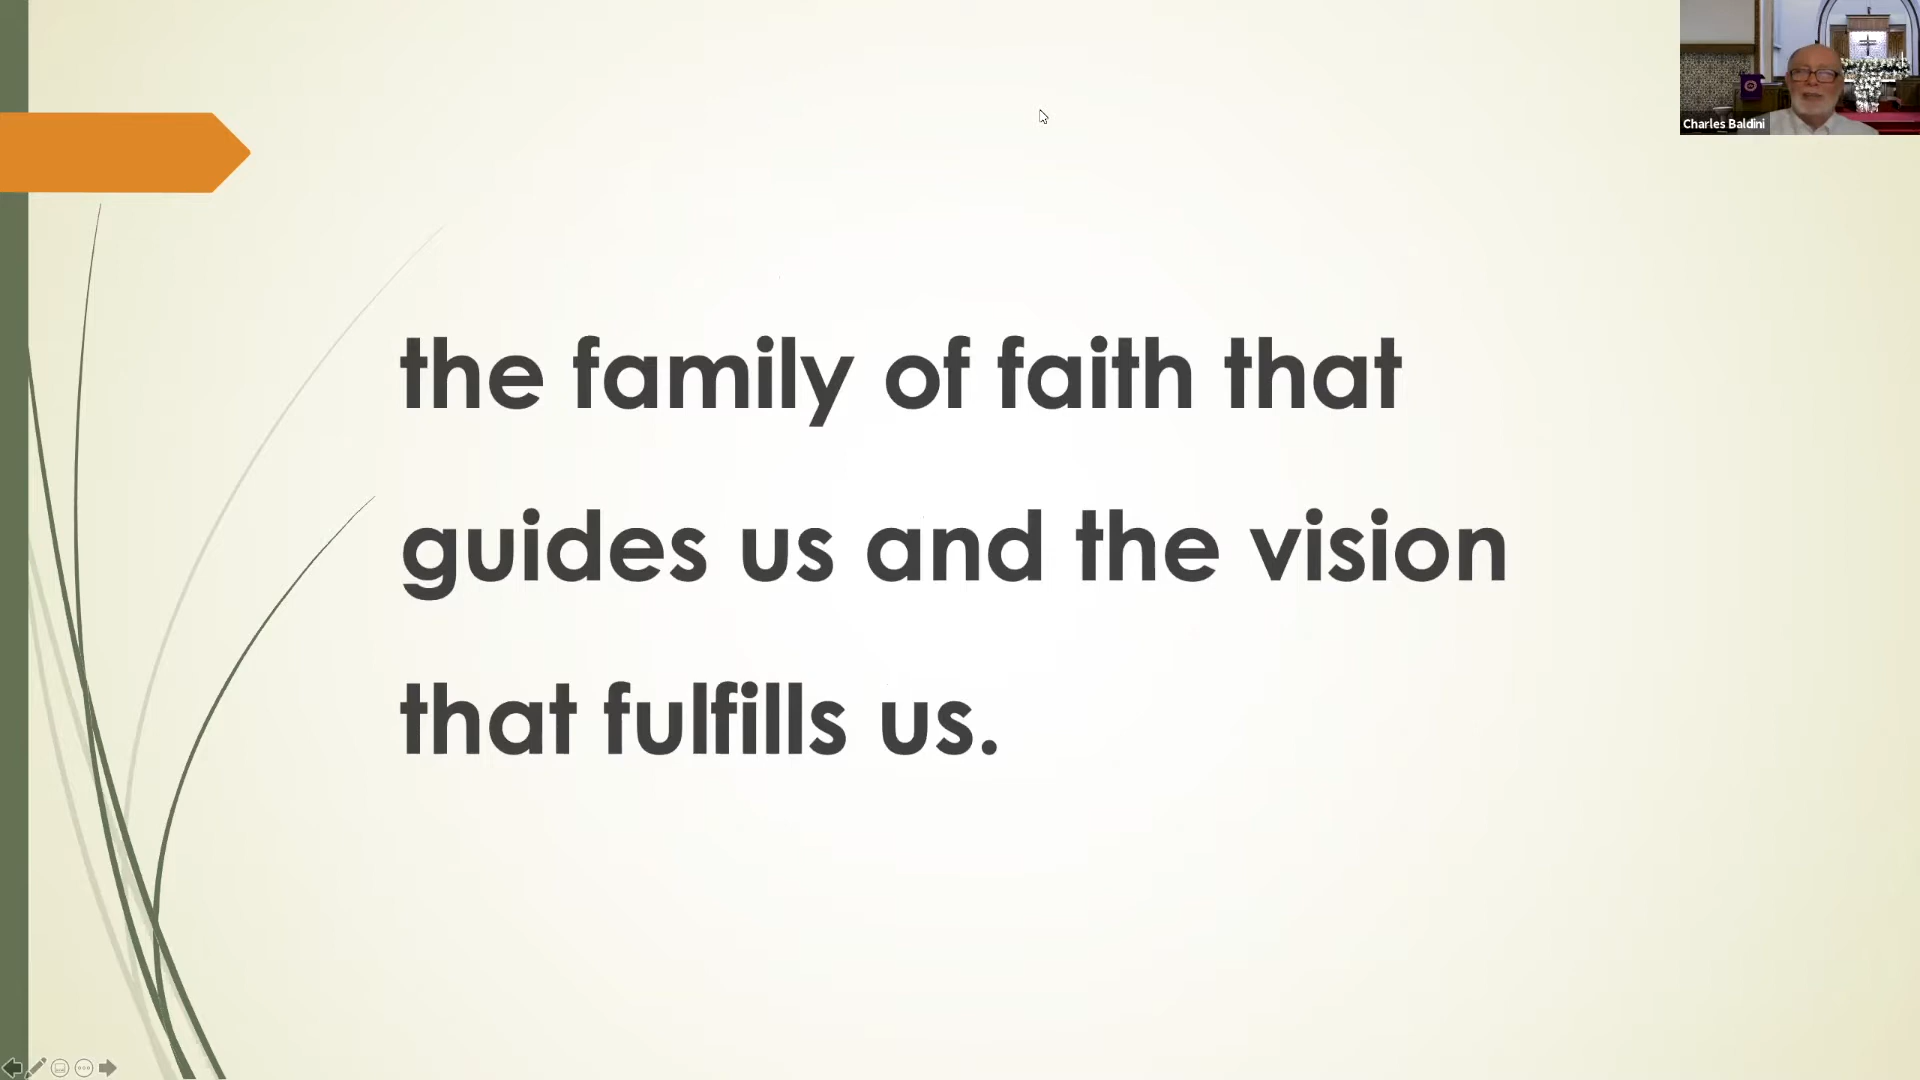 Charles Baldini
the family of faith that
guides us and the vision
that fulfills us.